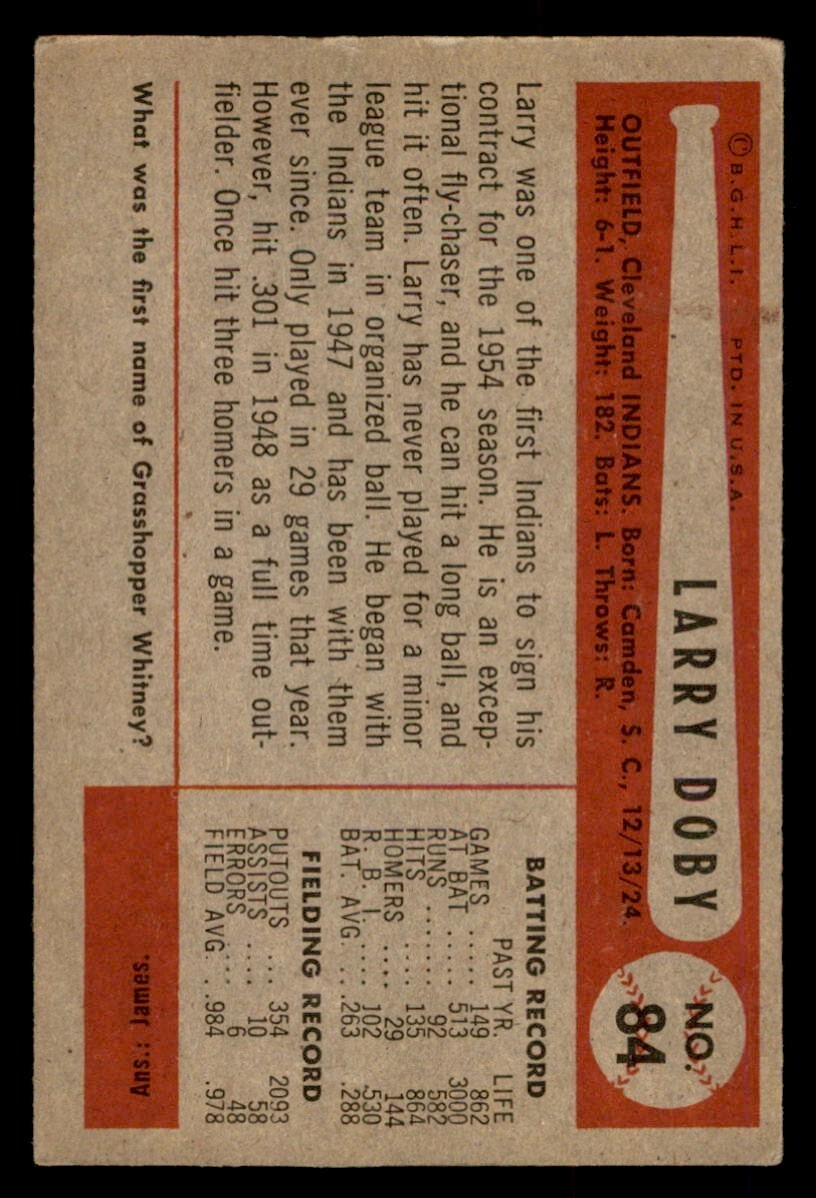 © B.G.H.L.I. PTD. IN U.S.A.
LARRY DOBY
NO. 84
OUTFIELD, Cleveland INDIANS. Born: Camden, S. C., 12/13/24.
Height: 6-1. Weight: 182. Bats: L. Throws: R.
Larry was one of the first Indians to sign his
contract for the 1954 season. He is an excep-
tional fly-chaser, and he can hit a long ball, and
hit it often. Larry has never played for a minor
league team in organized ball. He began with
the Indians in 1947 and has been with them
ever since. Only played in 29 games that year.
However, hit .301 in 1948 as a full time out-
fielder. Once hit three homers in a game.
BATTING RECORD
PAST YR. LIFE
GAMES ..... 149 862
AT BAT ..... 513 3000
RUNS ....... 92 582
HITS .... 135 864
HOMERS .... 29 144
R. B. I. .... 102 530
BAT. AVG. ...263 .288
FIELDING RECORD
PUTOUTS ... 354 2093
ASSISTS .... 10 58
ERRORS .... 6 48
FIELD AVG. ..984 .978
What was the first name of Grasshopper Whitney?
Ans.: James.